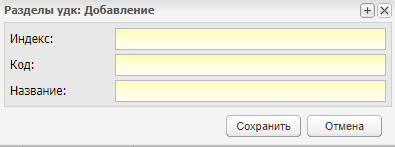 Разделы удк: Добавление
Индекс:
Код:
Название:
Сохранить Отмена